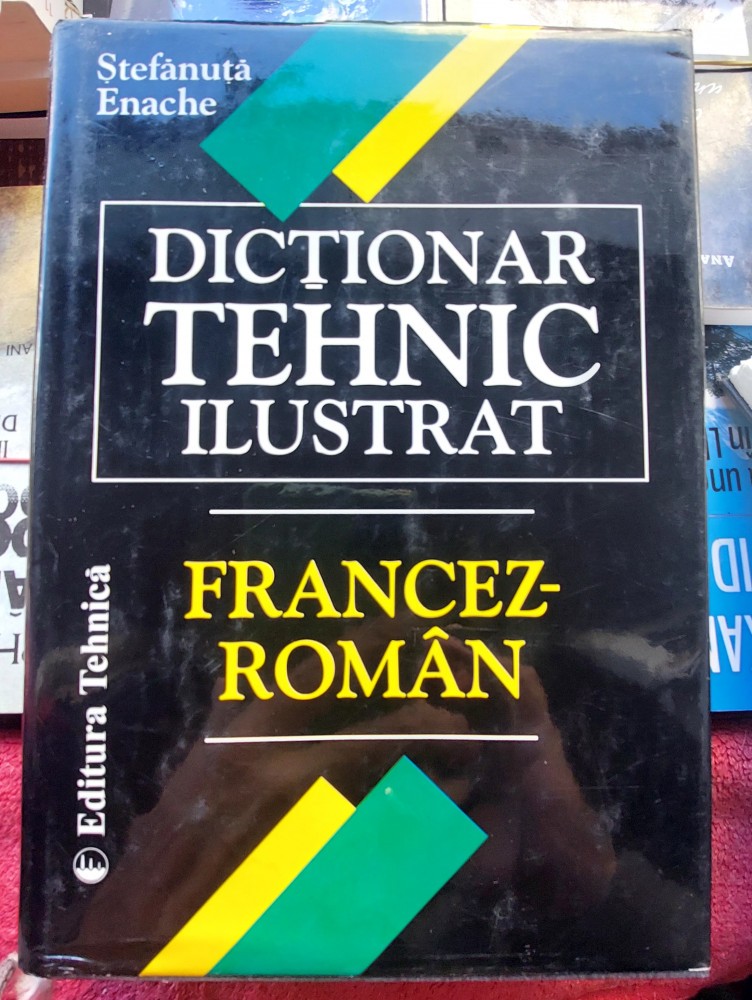 Ștefănuță
Enache
DICȚIONAR
TEHNIC
ILUSTRAT
FRANCEZ-
ROMÂN
Editura Tehnică